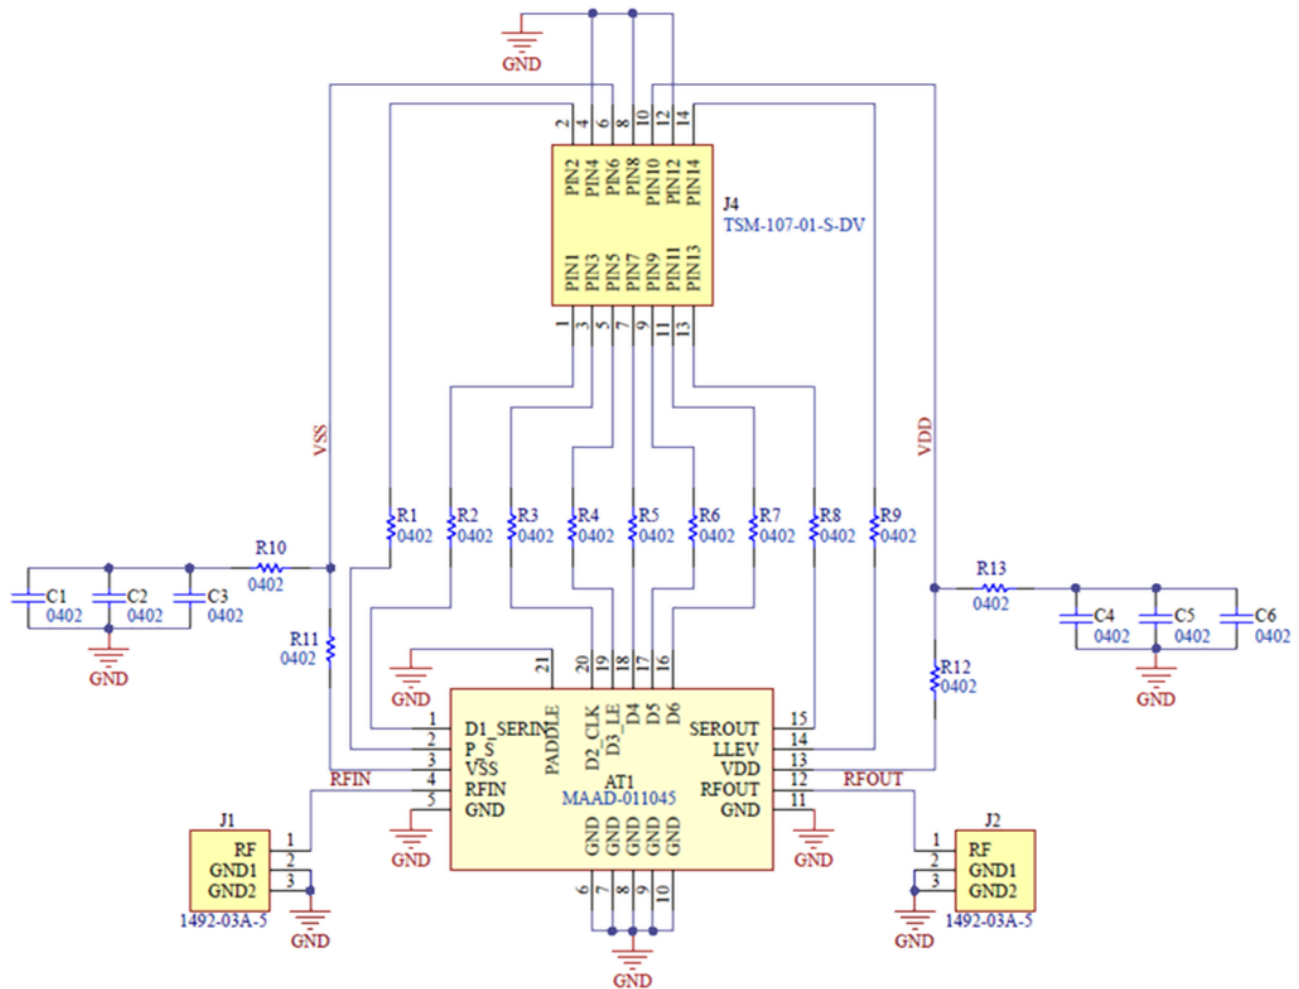 GND
2
4
6
8
10
12
14
PIN2
PIN4
PIN6
PIN8
PIN10
PIN12
PIN14
J4
TSM-107-01-S-DV
PIN1
PIN3
PIN5
PIN7
PIN9
PIN11
PIN13
1
3
5
7
9
11
13
VSS
VDD
R1
0402
R2
0402
R3
0402
R4
0402
R5
0402
R6
0402
R7
0402
R8
0402
R9
0402
R10
0402
C1
0402
C2
0402
C3
0402
GND
R11
0402
R13
0402
C4
0402
C5
0402
C6
0402
GND
R12
0402
GND
21
20
19
18
17
16
PADDLE
D2_CLK
D3_LE
D4
D5
D6
1
D1_SERIN
2
P_S
3
VSS
4
RFIN
5
GND
RFIN
15
SEROUT
14
LLEV
13
VDD
12
RFOUT
11
GND
RFOUT
AT1
MAAD-011045
GND
GND
GND
GND
GND
GND
GND
6
7
8
9
10
GND
J1
RF
1
GND1
2
GND2
3
1492-03A-5
GND
J2
1
RF
2
GND1
3
GND2
1492-03A-5
GND